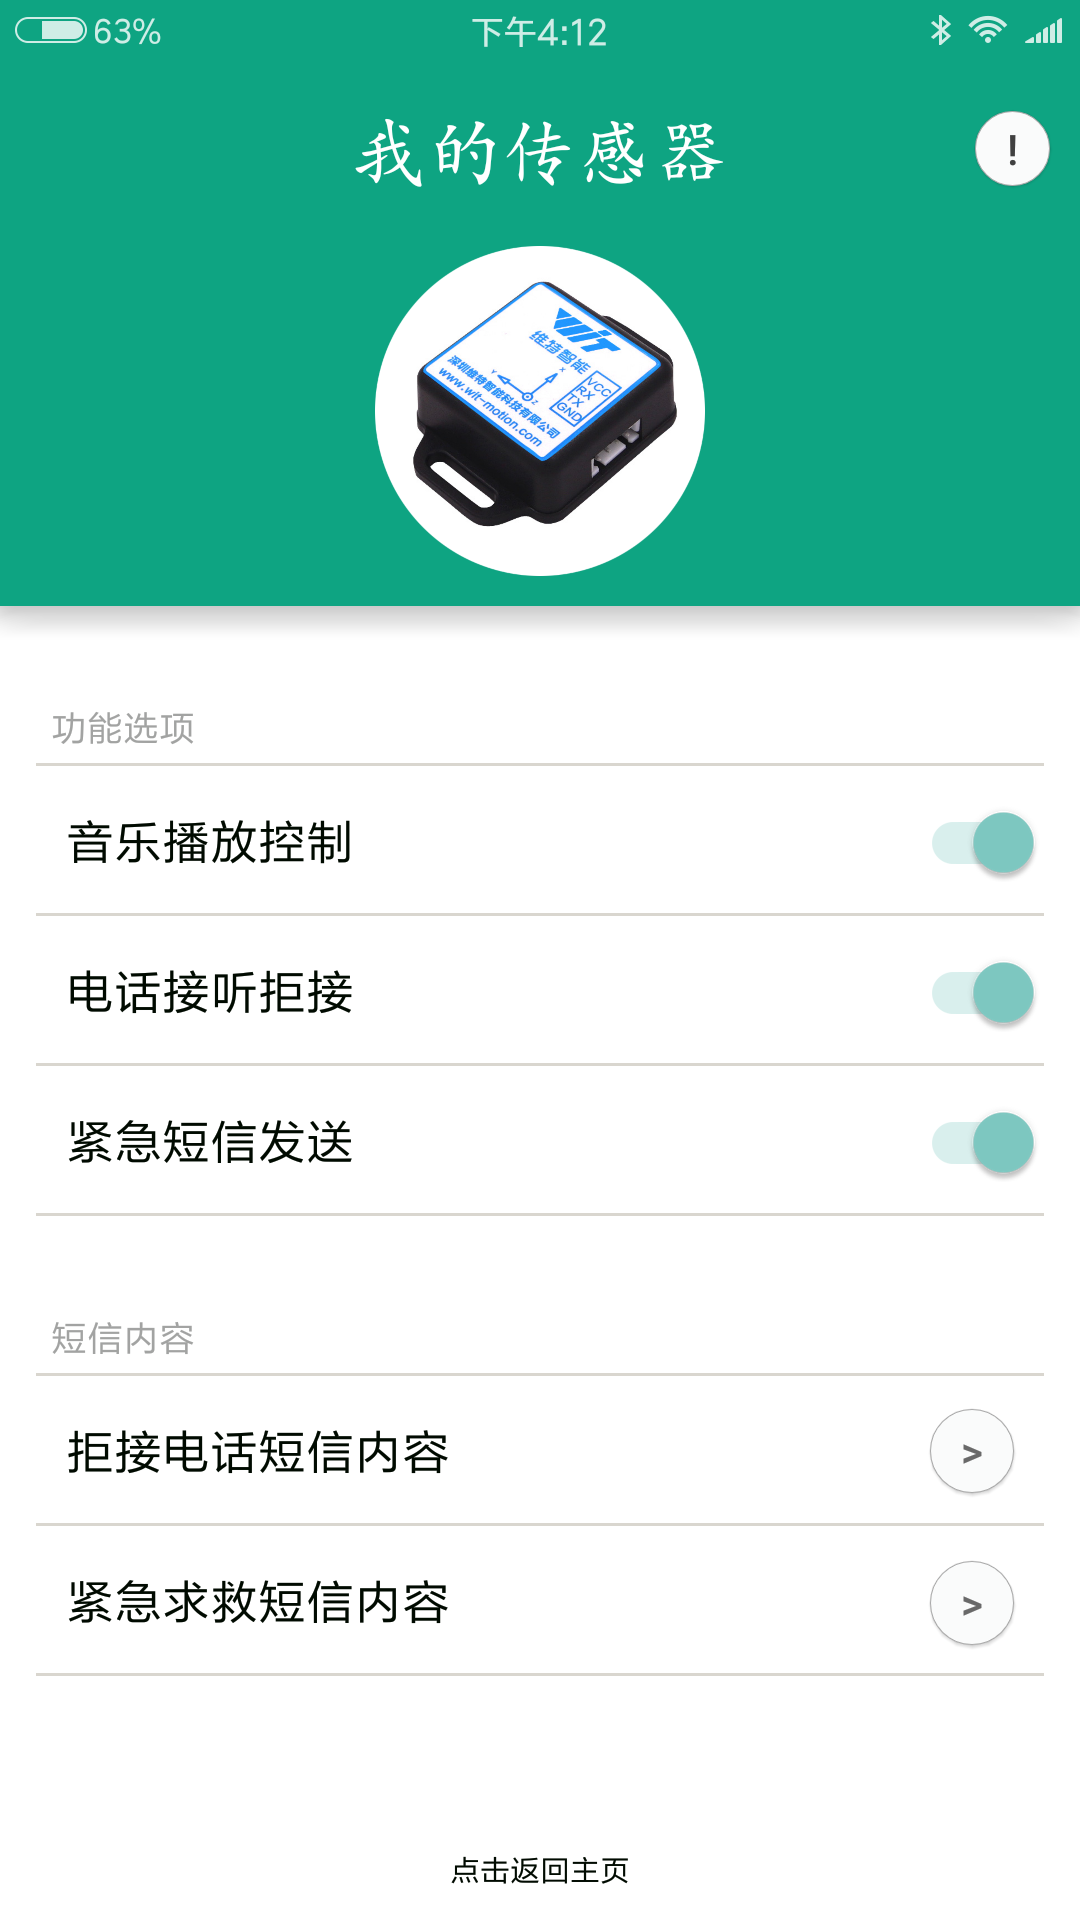 63%
下午4:12
我的传感器
!
WiT
维特智能
深圳维特智能科技有限公司
www.wit-motion.com
Y
X
Z
VCC
RX
TX
GND
功能选项
音乐播放控制
电话接听拒接
紧急短信发送
短信内容
拒接电话短信内容
>
紧急求救短信内容
>
点击返回主页